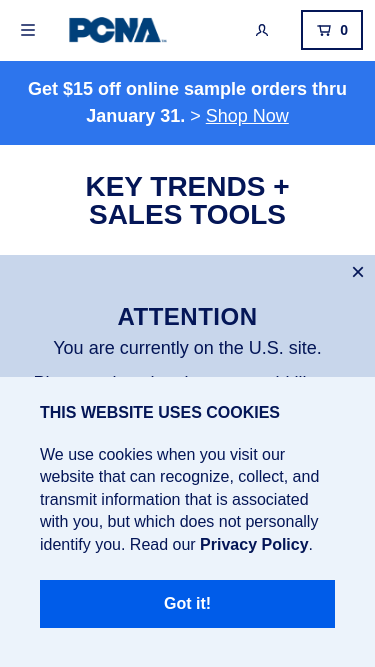 PCNA
0
Get $15 off online sample orders thru
January 31. > Shop Now
KEY TRENDS +
SALES TOOLS
×
ATTENTION
You are currently on the U.S. site.
THIS WEBSITE USES COOKIES
We use cookies when you visit our
website that can recognize, collect, and
transmit information that is associated
with you, but which does not personally
identify you. Read our Privacy Policy.
Got it!